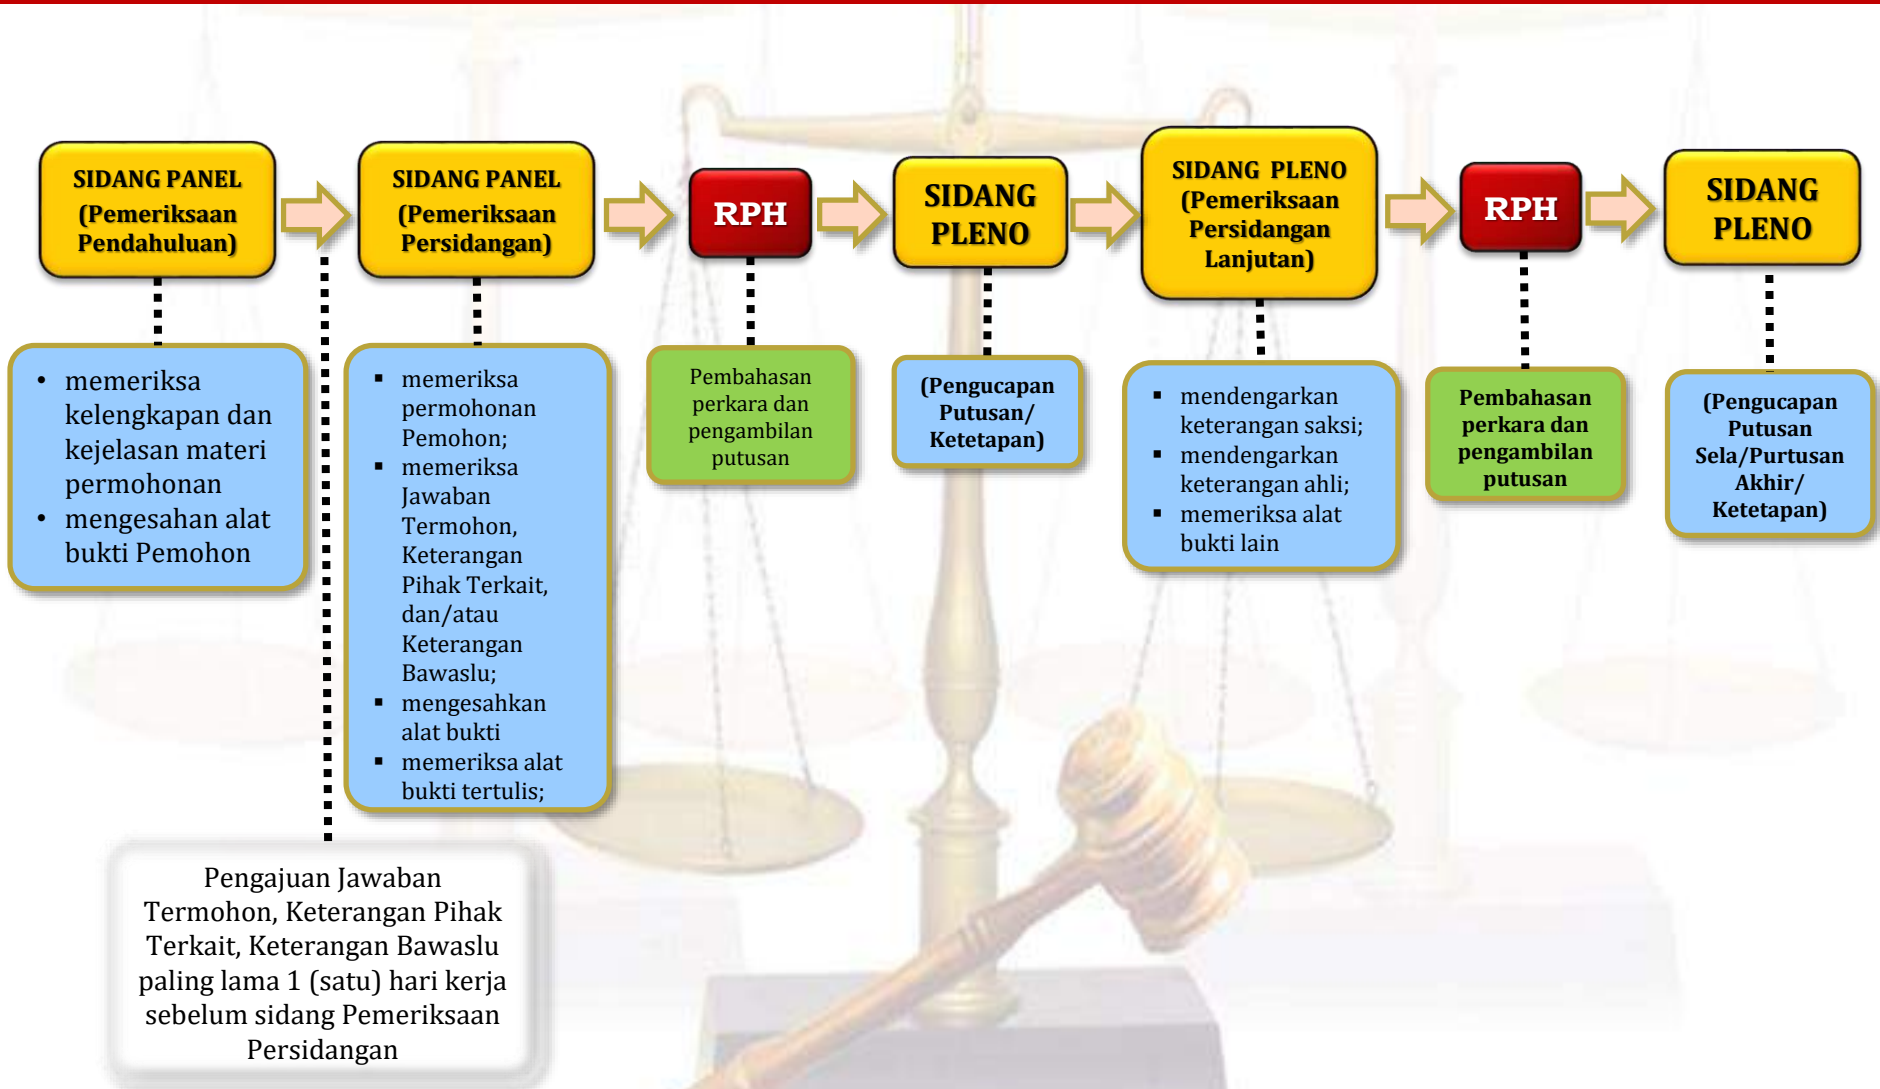 SIDANG PANEL
(Pemeriksaan
Pendahuluan)
SIDANG PANEL
(Pemeriksaan
Persidangan)
RPH
SIDANG
PLENO
SIDANG PLENO
(Pemeriksaan
Persidangan
Lanjutan)
RPH
SIDANG
PLENO
• memeriksa
kelengkapan dan
kejelasan materi
permohonan
• mengesahan alat
bukti Pemohon
▪ memeriksa
permohonan
Pemohon;
▪ memeriksa
Jawaban
Termohon,
Keterangan
Pihak Terkait,
dan/atau
Keterangan
Bawaslu;
▪ mengesahkan
alat bukti
▪ memeriksa alat
bukti tertulis;
Pembahasan
perkara dan
pengambilan
putusan
(Pengucapan
Putusan/
Ketetapan)
▪ mendengarkan
keterangan saksi;
▪ mendengarkan
keterangan ahli;
▪ memeriksa alat
bukti lain
Pembahasan
perkara dan
pengambilan
putusan
(Pengucapan
Putusan
Sela/Purtusan
Akhir/
Ketetapan)
Pengajuan Jawaban
Termohon, Keterangan Pihak
Terkait, Keterangan Bawaslu
paling lama 1 (satu) hari kerja
sebelum sidang Pemeriksaan
Persidangan